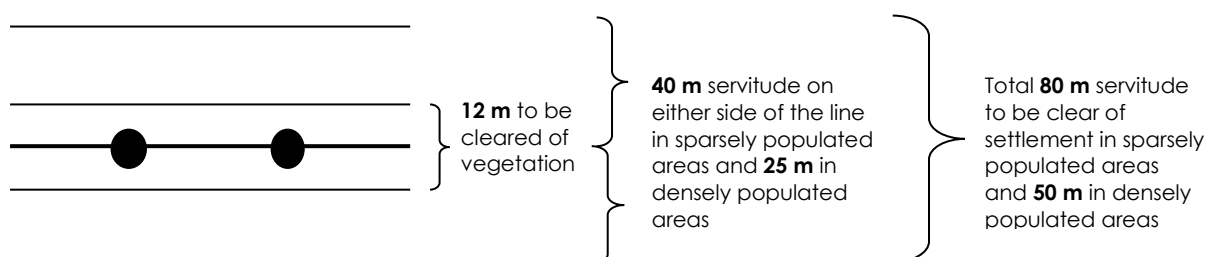 12 m to be
cleared of
vegetation
40 m servitude on
either side of the line
in sparsely populated
areas and 25 m in
densely populated
areas
Total 80 m servitude
to be clear of
settlement in sparsely
populated areas
and 50 m in densely
populated areas